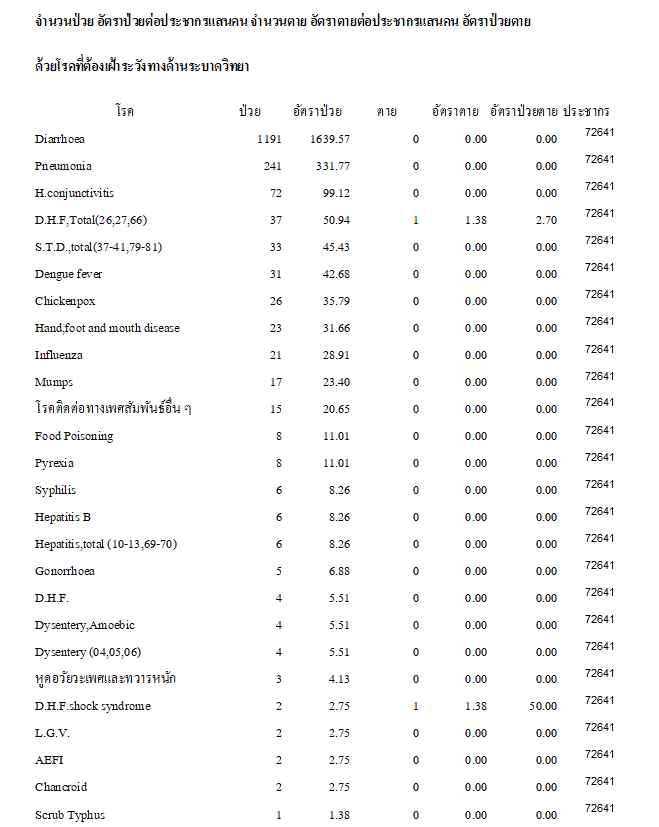 จำนวนป่วย อัตราป่วยต่อประชากรแสนคน จำนวนตาย อัตราตายต่อประชากรแสนคน อัตราป่วยตาย
ด้วยโรคที่ต้องเฝ้าระวังทางด้านระบาดวิทยา
โรค ป่วย อัตราป่วย ตาย อัตราตาย อัตราป่วยตาย ประชากร
Diarrhoea 1191 1639.57 0 0.00 0.00 72641
Pneumonia 241 331.77 0 0.00 0.00 72641
H.conjunctivitis 72 99.12 0 0.00 0.00 72641
D.H.F,Total(26,27,66) 37 50.94 1 1.38 2.70 72641
S.T.D.,total(37-41,79-81) 33 45.43 0 0.00 0.00 72641
Dengue fever 31 42.68 0 0.00 0.00 72641
Chickenpox 26 35.79 0 0.00 0.00 72641
Hand,foot and mouth disease 23 31.66 0 0.00 0.00 72641
Influenza 21 28.91 0 0.00 0.00 72641
Mumps 17 23.40 0 0.00 0.00 72641
โรคติดต่อทางเพศสัมพันธ์อื่น ๆ 15 20.65 0 0.00 0.00 72641
Food Poisoning 8 11.01 0 0.00 0.00 72641
Pyrexia 8 11.01 0 0.00 0.00 72641
Syphilis 6 8.26 0 0.00 0.00 72641
Hepatitis B 6 8.26 0 0.00 0.00 72641
Hepatitis,total (10-13,69-70) 6 8.26 0 0.00 0.00 72641
Gonorrhoea 5 6.88 0 0.00 0.00 72641
D.H.F. 4 5.51 0 0.00 0.00 72641
Dysentery,Amoebic 4 5.51 0 0.00 0.00 72641
Dysentery (04,05,06) 4 5.51 0 0.00 0.00 72641
หูดอวัยวะเพศและทวารหนัก 3 4.13 0 0.00 0.00 72641
D.H.F.shock syndrome 2 2.75 1 1.38 50.00 72641
L.G.V. 2 2.75 0 0.00 0.00 72641
AEFI 2 2.75 0 0.00 0.00 72641
Chancroid 2 2.75 0 0.00 0.00 72641
Scrub Typhus 1 1.38 0 0.00 0.00 72641